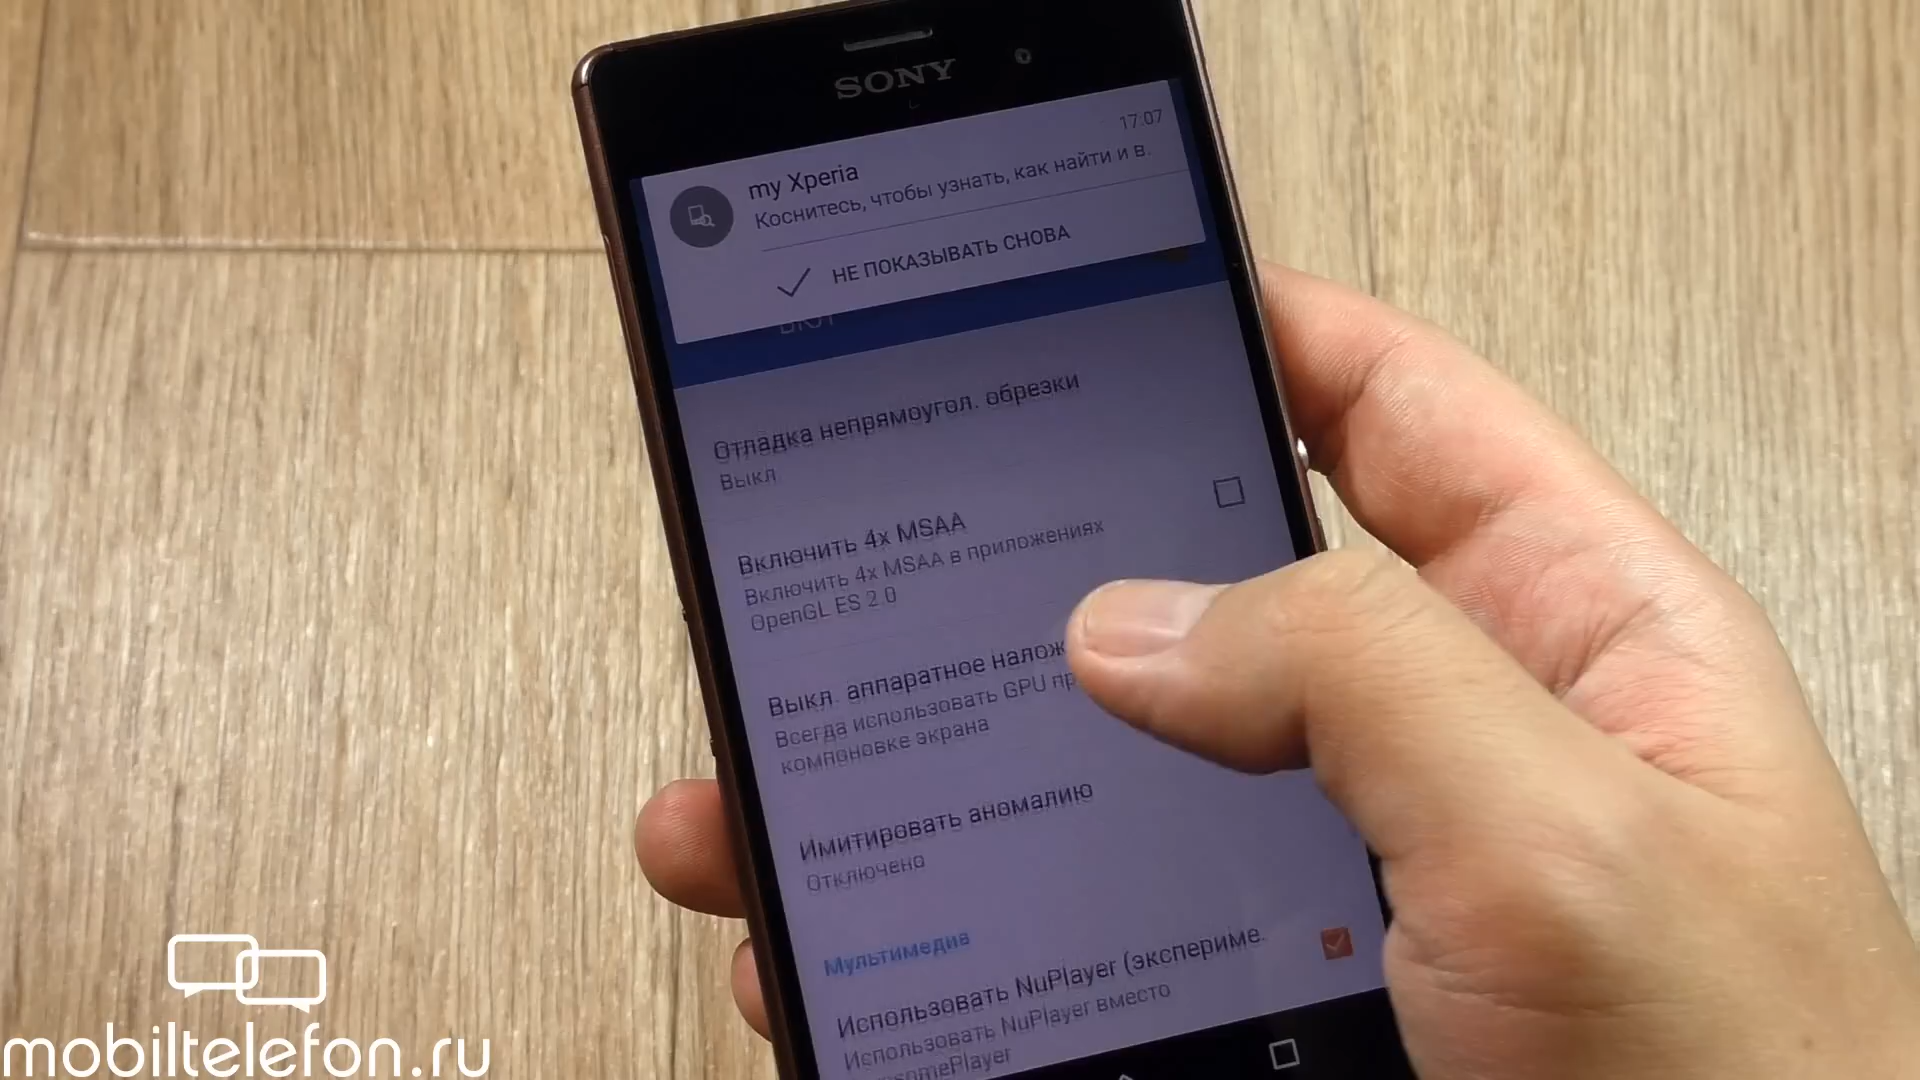 SONY
17:07
my Xperia
Коснитесь, чтобы узнать, как найти и в.
НЕ ПОКАЗЫВАТЬ СНОВА
Отладка непрямоугол. обрезки
Выкл
Включить 4x MSAA
Включить 4x MSAA в приложениях
OpenGL ES 2.0
Выкл. аппаратное налож
Всегда использовать GPU пр
компоновке экрана
Имитировать аномалию
Отключено
Мультимедиа
Использовать NuPlayer (экспериме.
Использовать NuPlayer вместо
mobiltelefon.ru